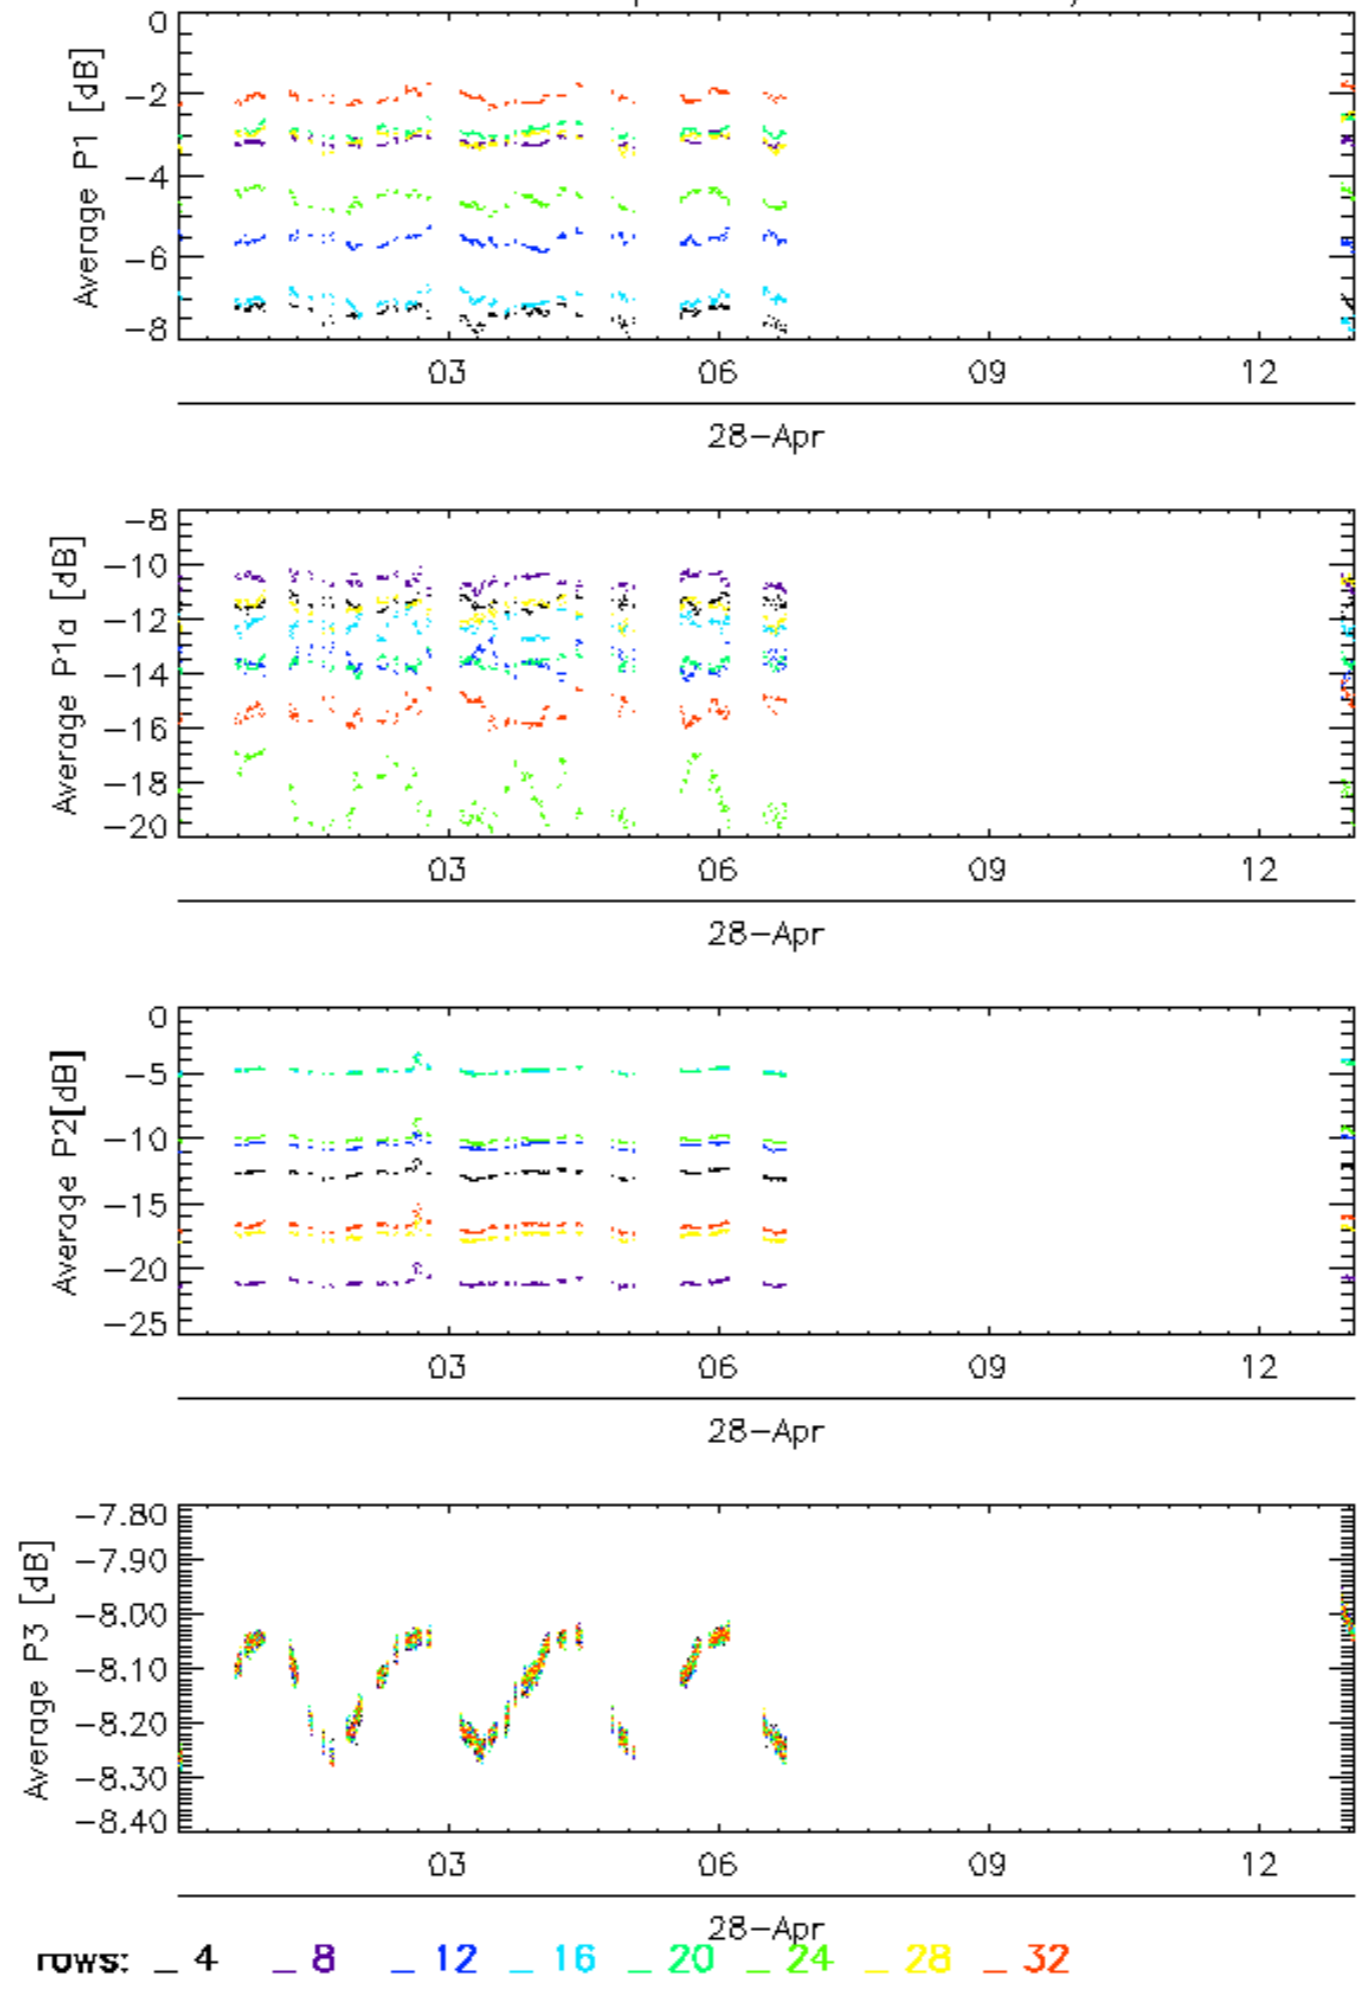 Average P1 [dB]
0
-2
-4
-6
-8
03 06 09 12
28-Apr
Average P1a [dB]
-8
-10
-12
-14
-16
-18
-20
03 06 09 12
28-Apr
Average P2[dB]
0
-5
-10
-15
-20
-25
03 06 09 12
28-Apr
Average P3 [dB]
-7.80
-7.90
-8.00
-8.10
-8.20
-8.30
-8.40
03 06 09 12
28-Apr
rows: _ 4 _ 8 _ 12 _ 16 _ 20 _ 24 _ 28 _ 32